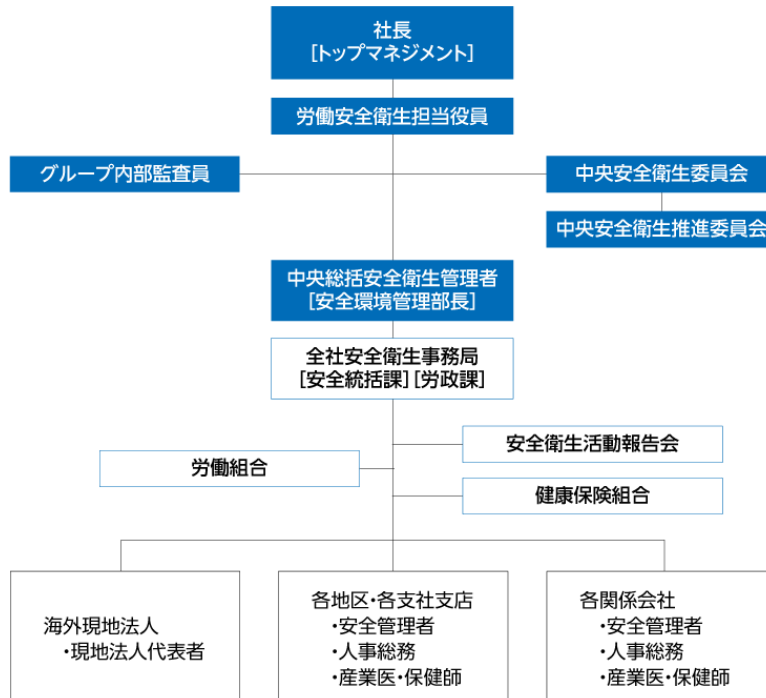 社長
[トップマネジメント]
労働安全衛生担当役員
グループ内部監査員
中央安全衛生委員会
中央安全衛生推進委員会
中央総括安全衛生管理者
[安全環境管理部長]
全社安全衛生事務局
[安全統括課][労政課]
安全衛生活動報告会
労働組合
健康保険組合
海外現地法人
・現地法人代表者
各地区・各支社支店
・安全管理者
・人事総務
・産業医・保健師
各関係会社
・安全管理者
・人事総務
・産業医・保健師